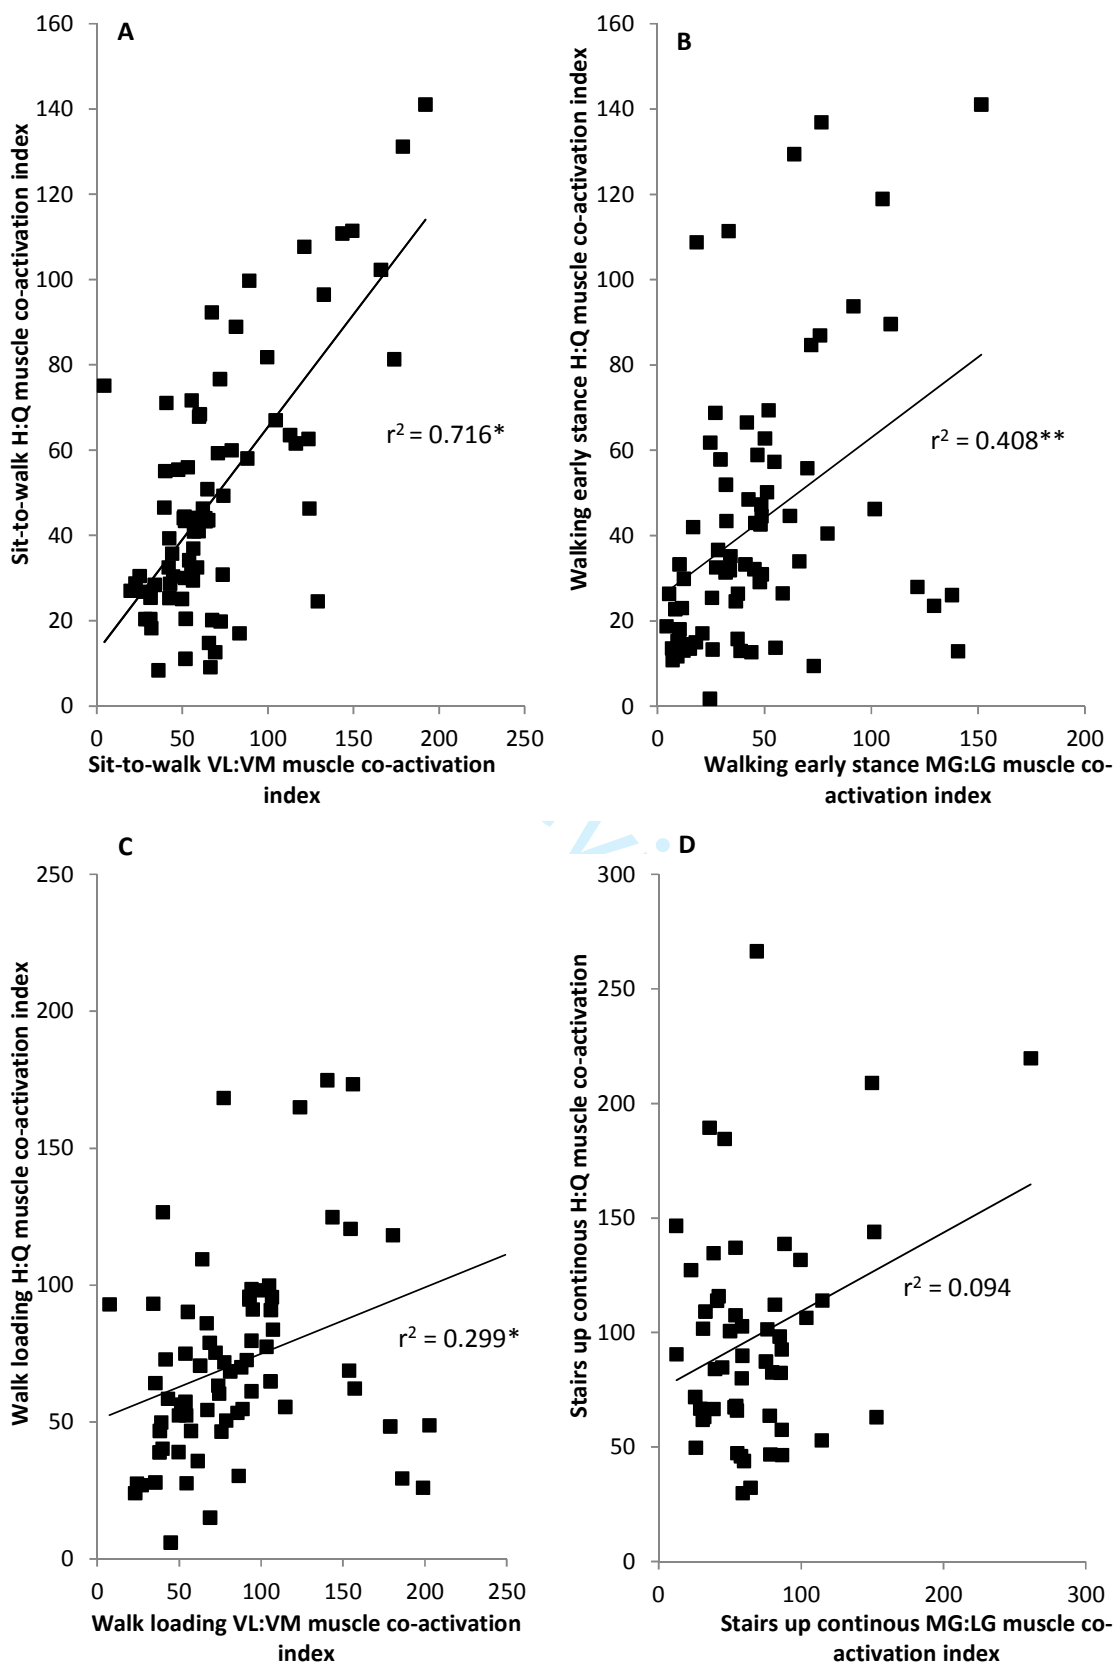 A
160
140
120
100
80
60
40
20
0
Sit-to-walk H:Q muscle co-activation index
r² = 0.716*
0 50 100 150 200 250
Sit-to-walk VL:VM muscle co-activation
index
B
160
140
120
100
80
60
40
20
0
Walking early stance H:Q muscle co-activation index
r² = 0.408**
0 50 100 150 200
Walking early stance MG:LG muscle co-
activation index
C
250
200
150
100
50
0
Walk loading H:Q muscle co-activation index
r² = 0.299*
0 50 100 150 200 250
Walk loading VL:VM muscle co-activation
index
D
300
250
200
150
100
50
0
Stairs up continous H:Q muscle co-activation
r² = 0.094
0 100 200 300
Stairs up continous MG:LG muscle co-
activation index